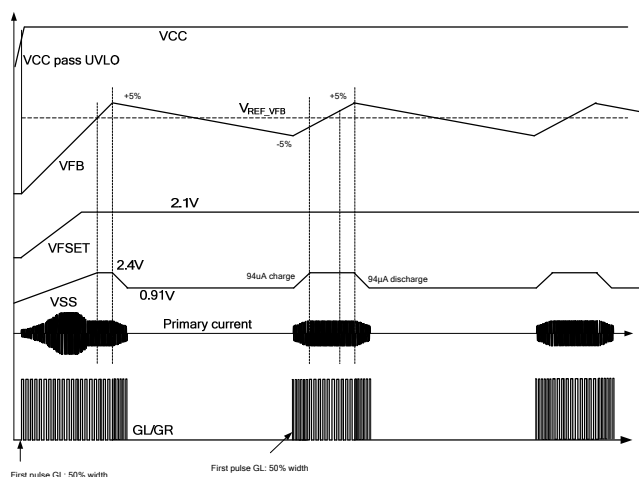 VCC
VCC pass UVLO
+5%
+5%
VREF_VFB
-5%
VFB
2.1V
VFSET
2.4V
94uA charge
94µA discharge
0.91V
VSS
Primary current
GL/GR
First pulse GL: 50% width
First pulse GL: 50% width